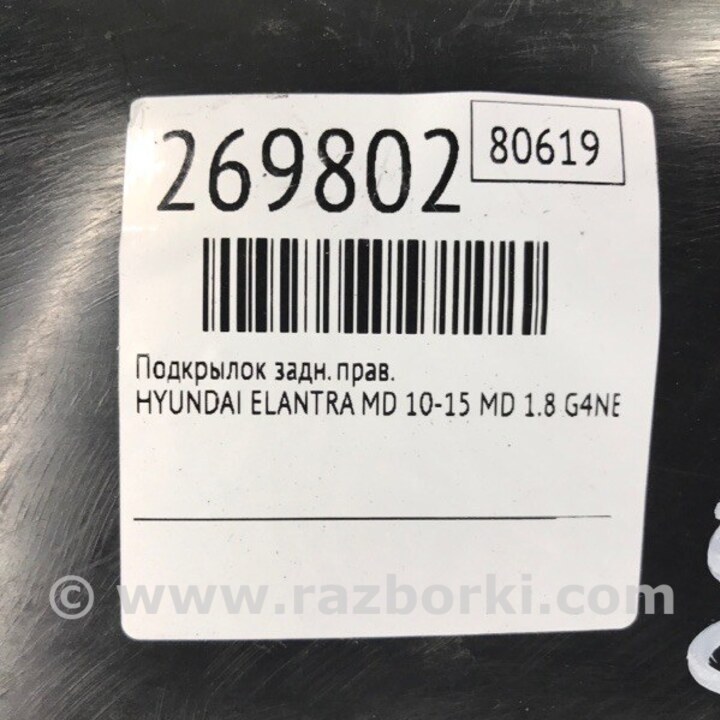 269802
80619
Подкрылок задн.прав.
HYUNDAI ELANTRA MD 10-15 MD 1.8 G4NE
© www.razborki.com